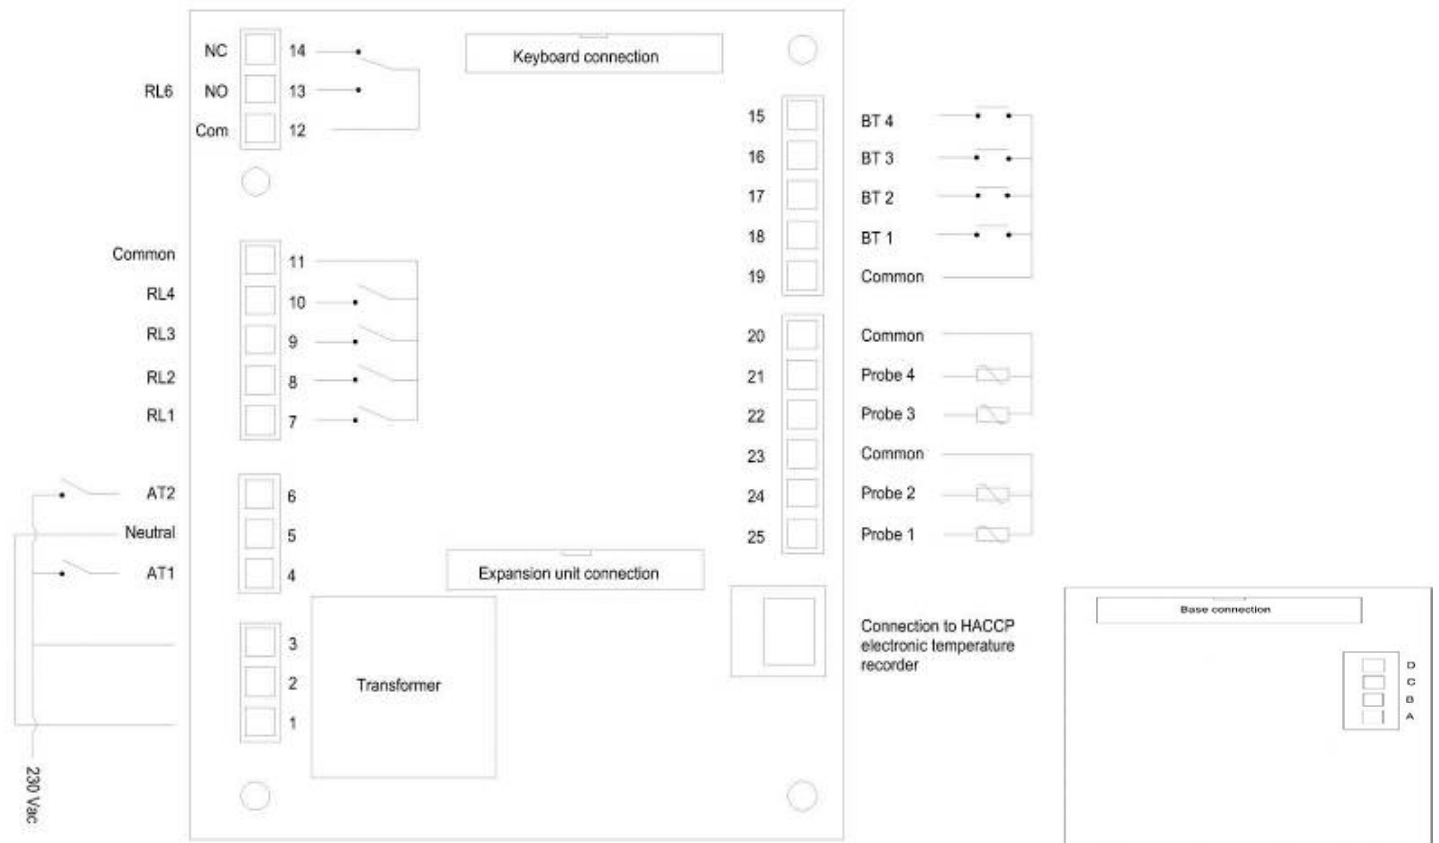 NC 14
RL6 NO 13
Com 12
Keyboard connection
Common 11
RL4 10
RL3 9
RL2 8
RL1 7
AT2 6
Neutral 5
AT1 4
3
2
1
230 Vac
Expansion unit connection
Transformer
15 BT 4
16 BT 3
17 BT 2
18 BT 1
19 Common
20 Common
21 Probe 4
22 Probe 3
23 Common
24 Probe 2
25 Probe 1
Connection to HACCP
electronic temperature
recorder
Base connection
D
C
B
A